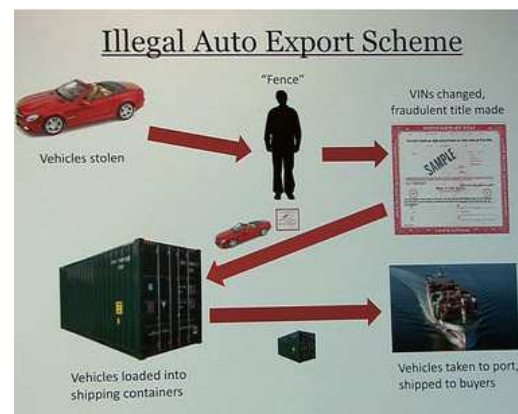 Illegal Auto Export Scheme
“Fence”
VINs changed,
fraudulent title made
Vehicles stolen
SAMPLE
Vehicles loaded into
shipping containers
Vehicles taken to port,
shipped to buyers